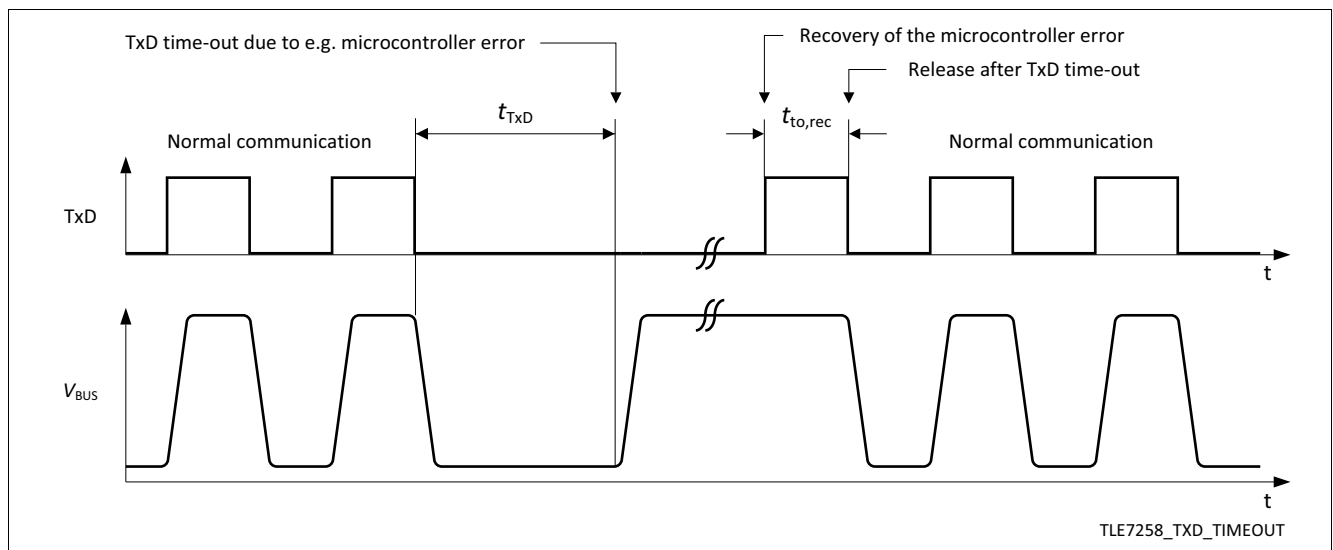 TxD time-out due to e.g. microcontroller error
Recovery of the microcontroller error
Release after TxD time-out
tTxD
tto,rec
Normal communication
Normal communication
TxD
t
VBUS
t
TLE7258_TXD_TIMEOUT